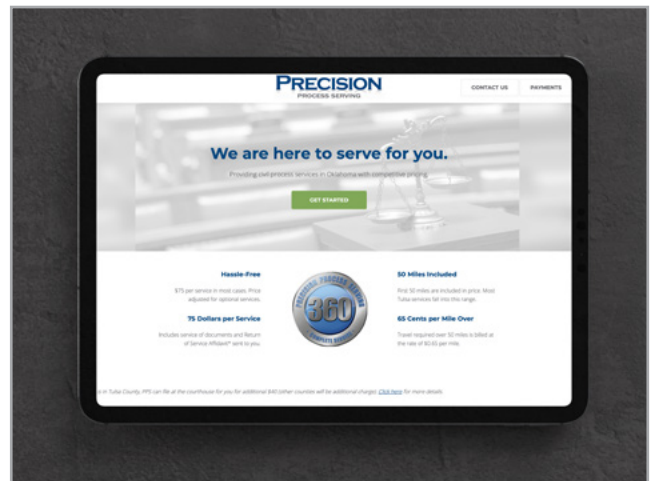 PRECISION
PROCESS SERVING
CONTACT US
PAYMENTS
We are here to serve for you.
Providing civil process services in Oklahoma with competitive pricing.
GET STARTED
Hassle-Free
$75 per service in most cases. Price
adjusted for optional services.
75 Dollars per Service
Includes service of documents and Return
of Service Affidavit* sent to you.
PRECISION PROCESS SERVING
360
COMPLETE SERVICE
50 Miles Included
First 50 miles are included in price. Most
Tulsa services fall into this range.
65 Cents per Mile Over
Travel required over 50 miles is billed at
the rate of $0.65 per mile.
is in Tulsa County, PPS can file at the courthouse for you for additional $40 (other counties will be additional charge). Click here for more details.